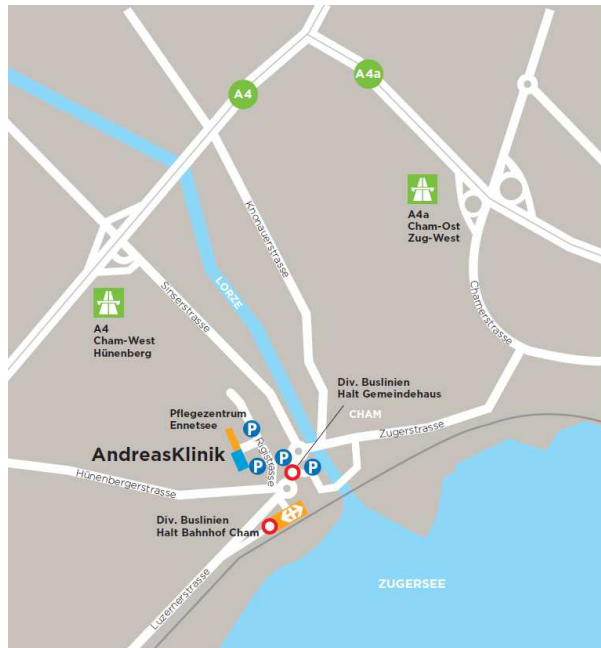 A4
A4a
A4a
Cham-Ost
Zug-West
Knonauerstrasse
LORZE
Sinserstrasse
Chamerstrasse
A4
Cham-West
Hünenberg
Div. Buslinien
Halt Gemeindehaus
CHAM
Pflegezentrum
Ennetsee
P
Zugerstrasse
Rigistrasse
AndreasKlinik
P
P
P
Hünenbergerstrasse
Div. Buslinien
Halt Bahnhof Cham
Luzernerstrasse
ZUGERSEE